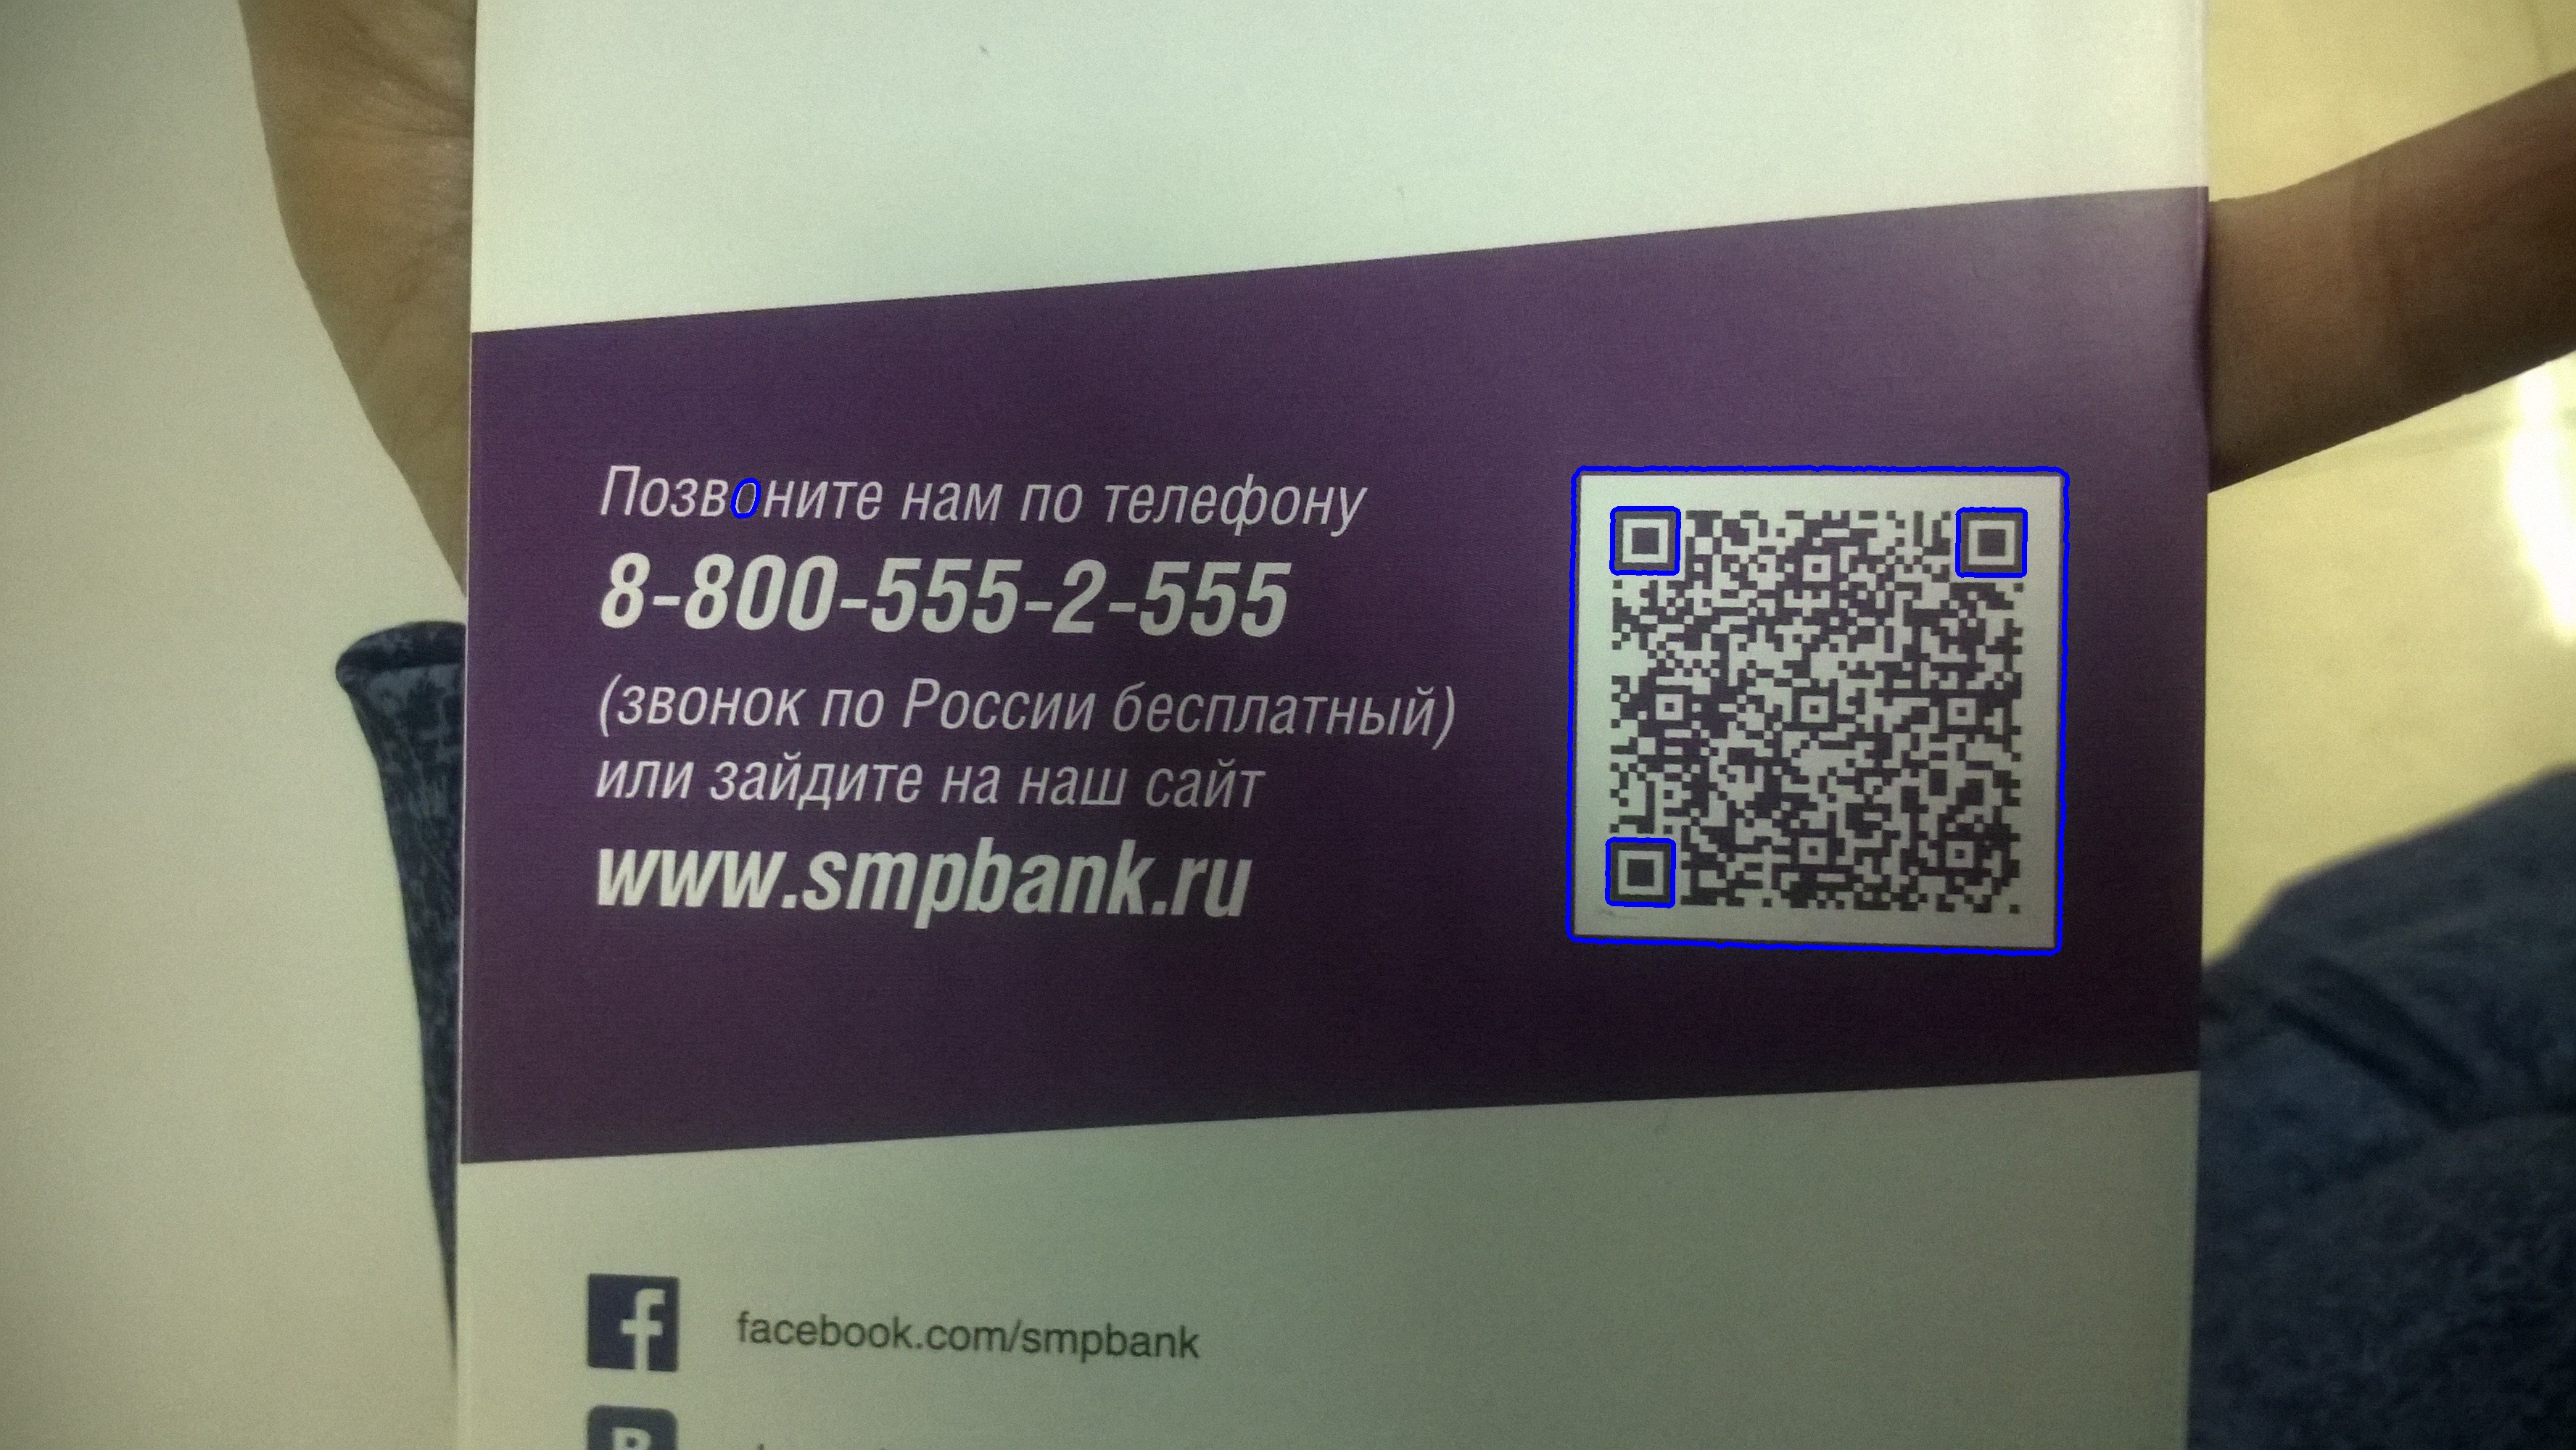 Позвоните нам по телефону
8-800-555-2-555
(звонок по России бесплатный)
или зайдите на наш сайт
www.smpbank.ru
f
facebook.com/smpbank